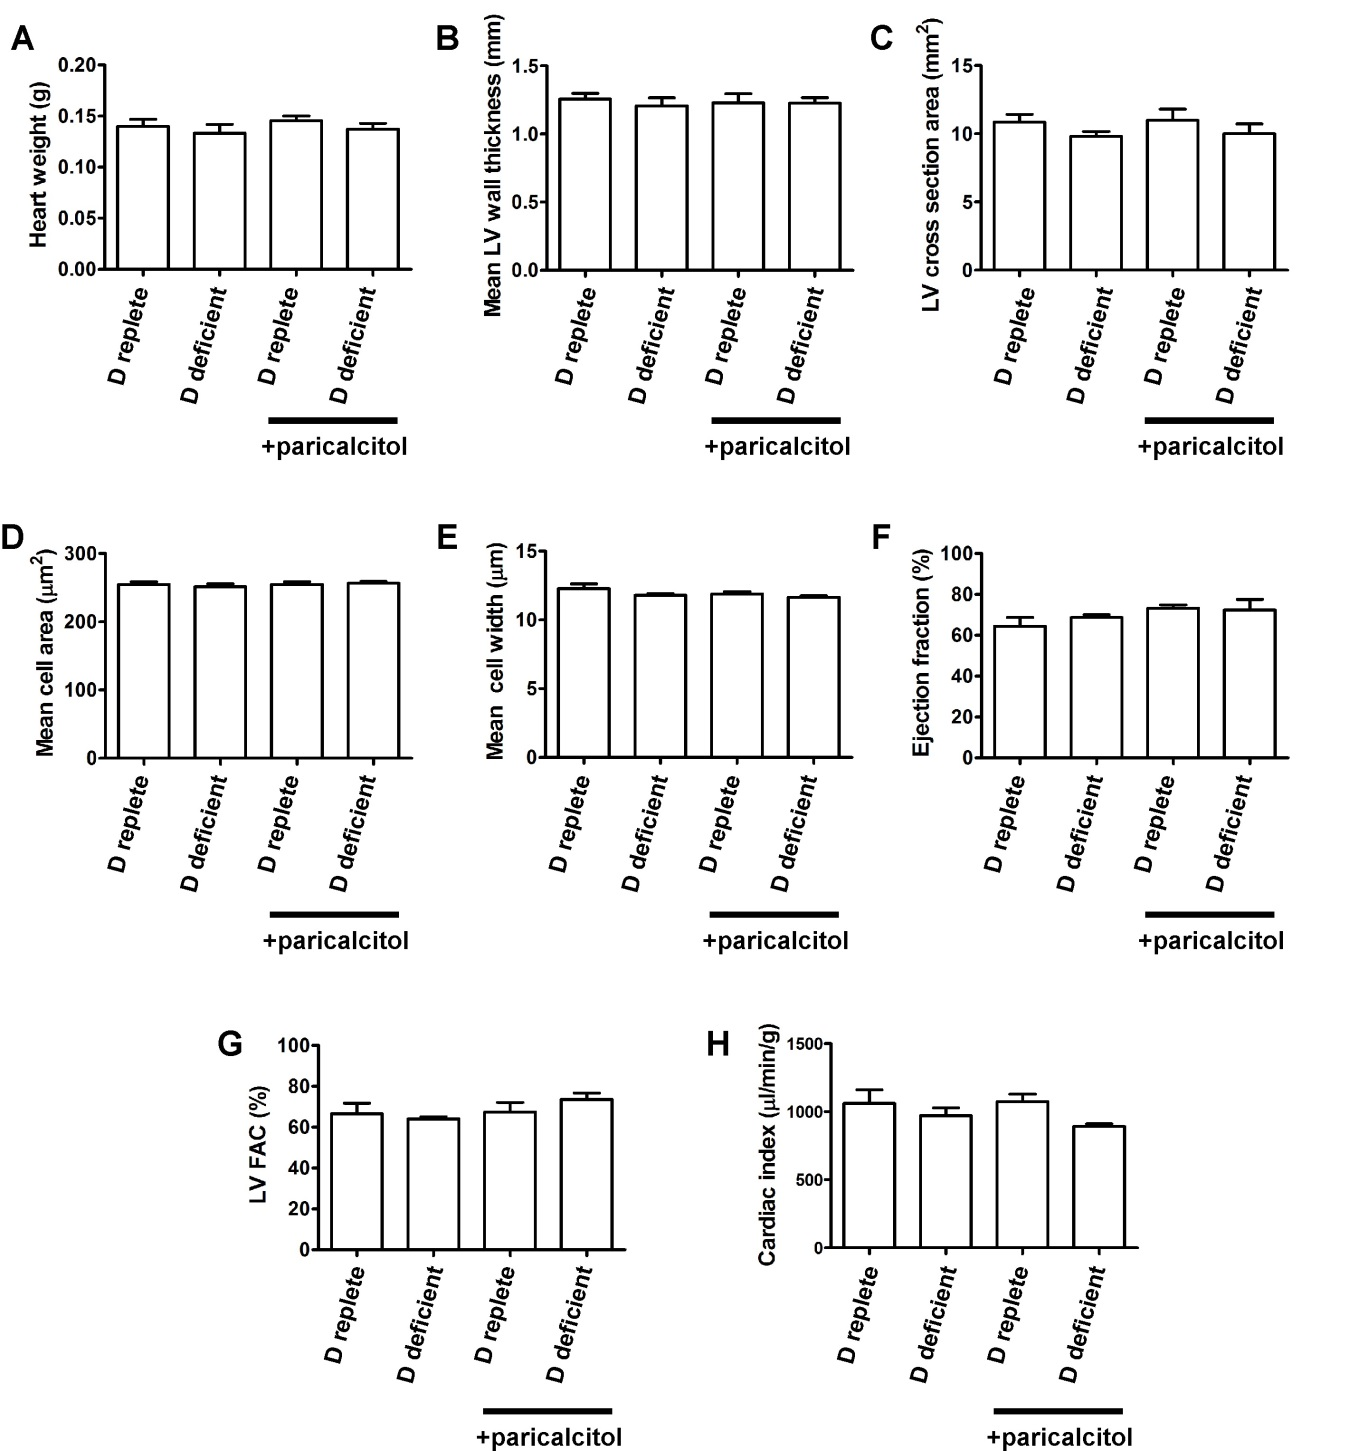 A
Heart weight (g)
0.20
0.15
0.10
0.05
0.00
D replete
D deficient
D replete
D deficient
+paricalcitol
B
Mean LV wall thickness (mm)
1.5
1.0
0.5
0.0
D replete
D deficient
D replete
D deficient
+paricalcitol
C
LV cross section area (mm²)
15
10
5
0
D replete
D deficient
D replete
D deficient
+paricalcitol
D
Mean cell area (μm²)
300
200
100
0
D replete
D deficient
D replete
D deficient
+paricalcitol
E
Mean cell width (μm)
15
10
5
0
D replete
D deficient
D replete
D deficient
+paricalcitol
F
Ejection fraction (%)
100
80
60
40
20
0
D replete
D deficient
D replete
D deficient
+paricalcitol
G
LV FAC (%)
100
80
60
40
20
0
D replete
D deficient
D replete
D deficient
+paricalcitol
H
Cardiac index (μl/min/g)
1500
1000
500
0
D replete
D deficient
D replete
D deficient
+paricalcitol